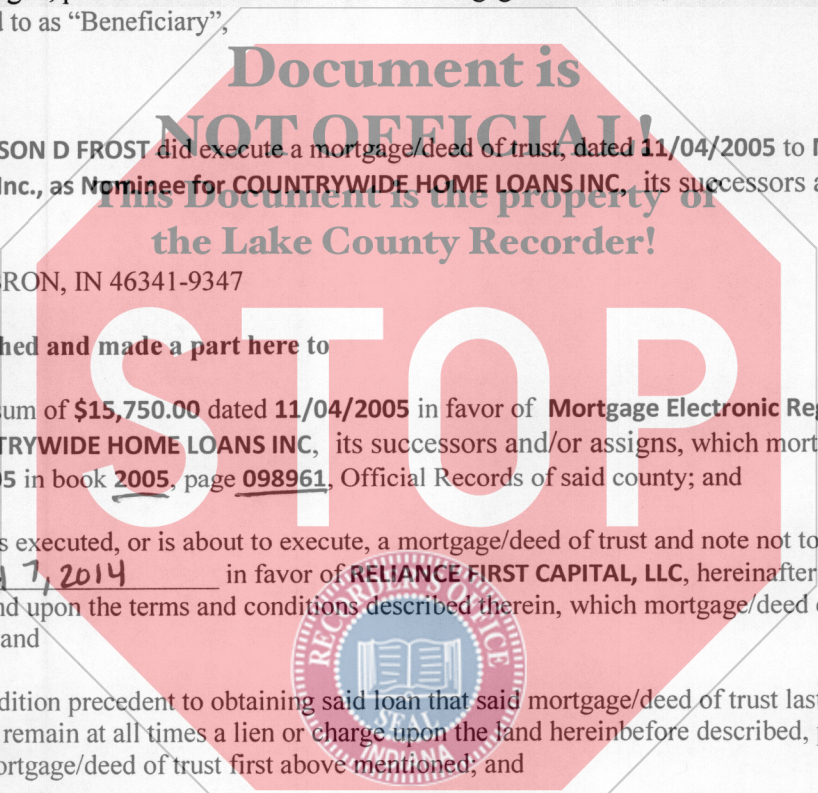 d to as “Beneficiary”,
Document is
NOT OFFICIAL!
SON D FROST did execute a mortgage/deed of trust, dated 11/04/2005 to
Inc., as Nominee for COUNTRYWIDE HOME LOANS INC, its successors a
This Document is the property of
the Lake County Recorder!
RON, IN 46341-9347
hed and made a part here to
STOP
sum of $15,750.00 dated 11/04/2005 in favor of Mortgage Electronic Reg
TRYWIDE HOME LOANS INC, its successors and/or assigns, which mort
05 in book 2005, page 098961, Official Records of said county; and
s executed, or is about to execute, a mortgage/deed of trust and note not to
7, 2014 in favor of RELIANCE FIRST CAPITAL, LLC, hereinafter
nd upon the terms and conditions described therein, which mortgage/deed
and
RECORDER'S OFFICE
SEAL
INDIANA
dition precedent to obtaining said loan that said mortgage/deed of trust last
remain at all times a lien or charge upon the land hereinbefore described,
ortgage/deed of trust first above mentioned; and